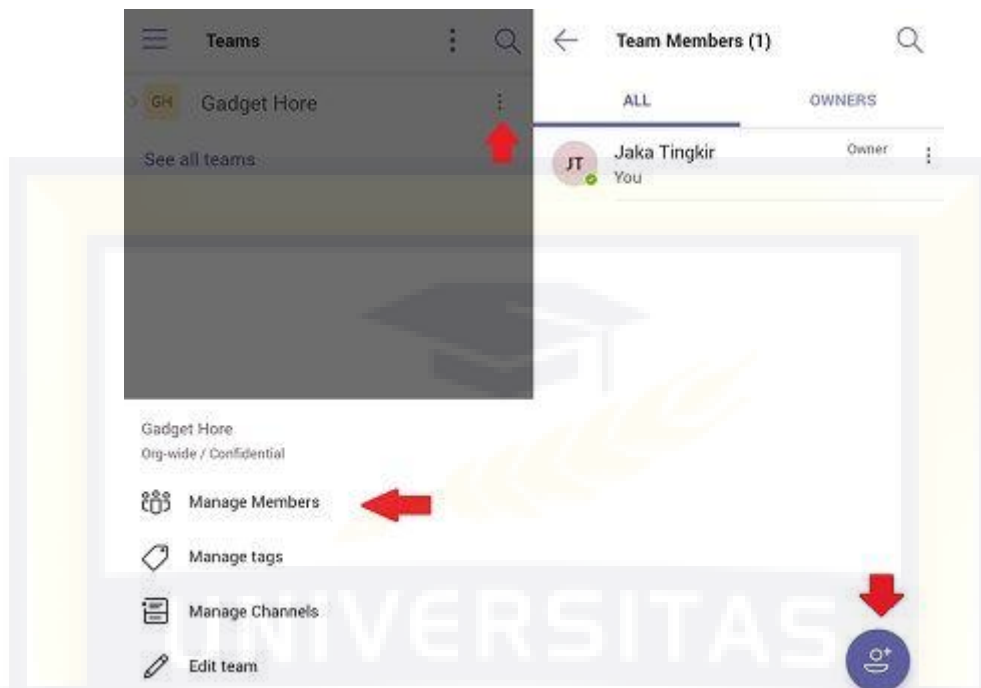 Teams
GH Gadget Hore
See all teams
Gadget Hore
Org-wide / Confidential
Manage Members
Manage tags
Manage Channels
Edit team
Team Members (1)
ALL OWNERS
JT Jaka Tingkir Owner
You
UNIVERSITAS